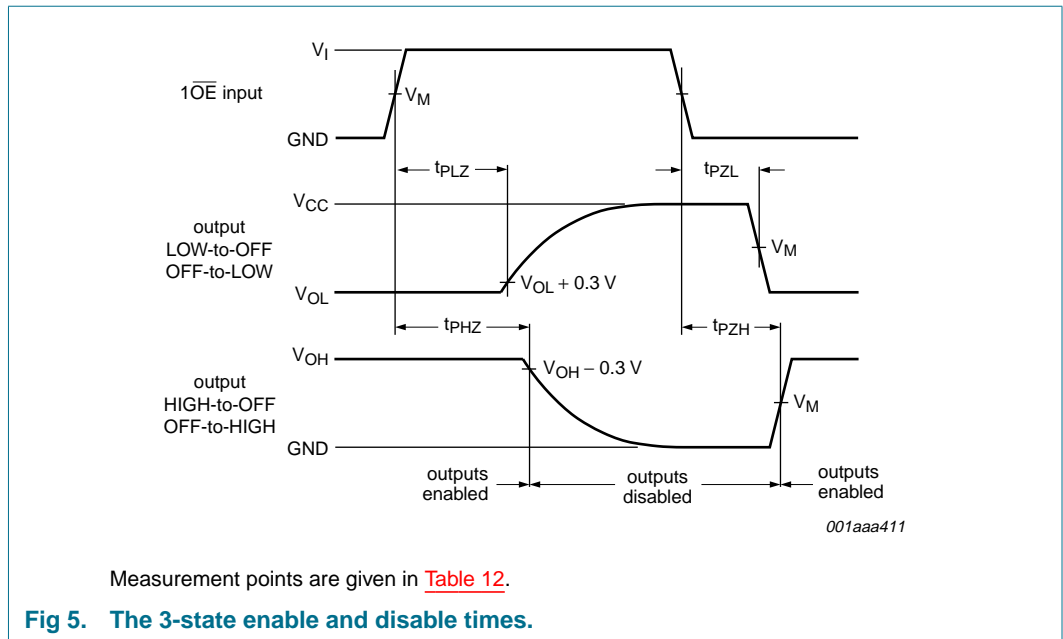 V_I
1O̅E̅ input
V_M
GND
t_PLZ
t_PZL
V_CC
output
LOW-to-OFF
OFF-to-LOW
V_M
V_OL + 0.3 V
V_OL
t_PHZ
t_PZH
V_OH
V_OH − 0.3 V
output
HIGH-to-OFF
OFF-to-HIGH
V_M
GND
outputs
enabled
outputs
disabled
outputs
enabled
001aaa411
Measurement points are given in Table 12.
Fig 5. The 3-state enable and disable times.